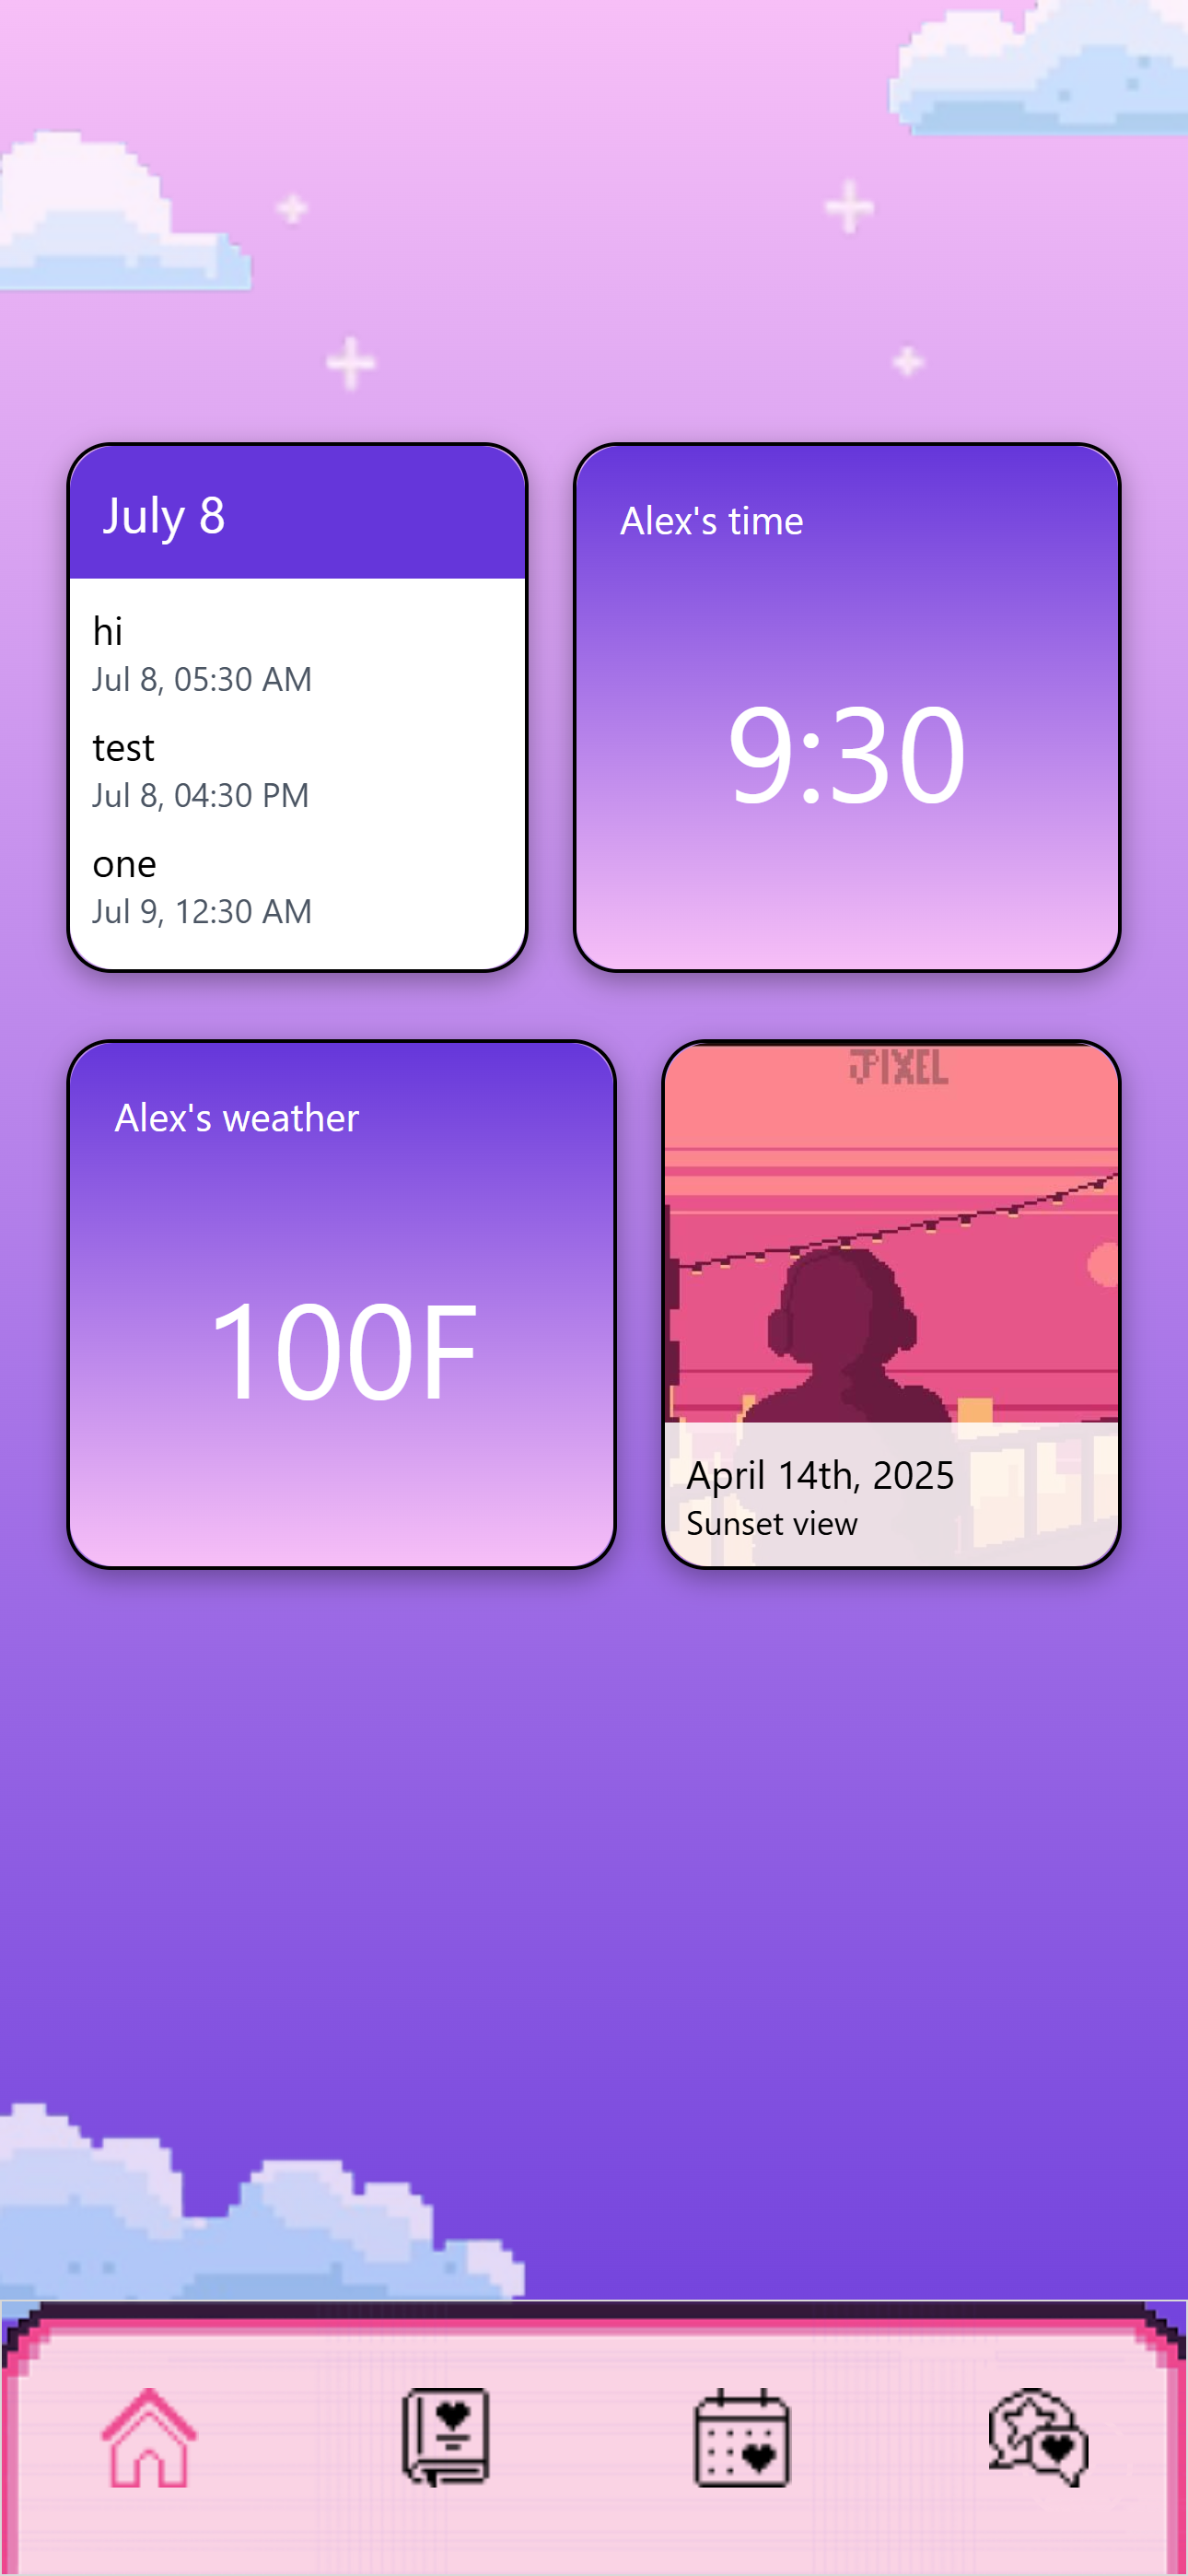 July 8
hi
Jul 8, 05:30 AM
test
Jul 8, 04:30 PM
one
Jul 9, 12:30 AM
Alex's time
9:30
Alex's weather
100F
JPIXEL
April 14th, 2025
Sunset view